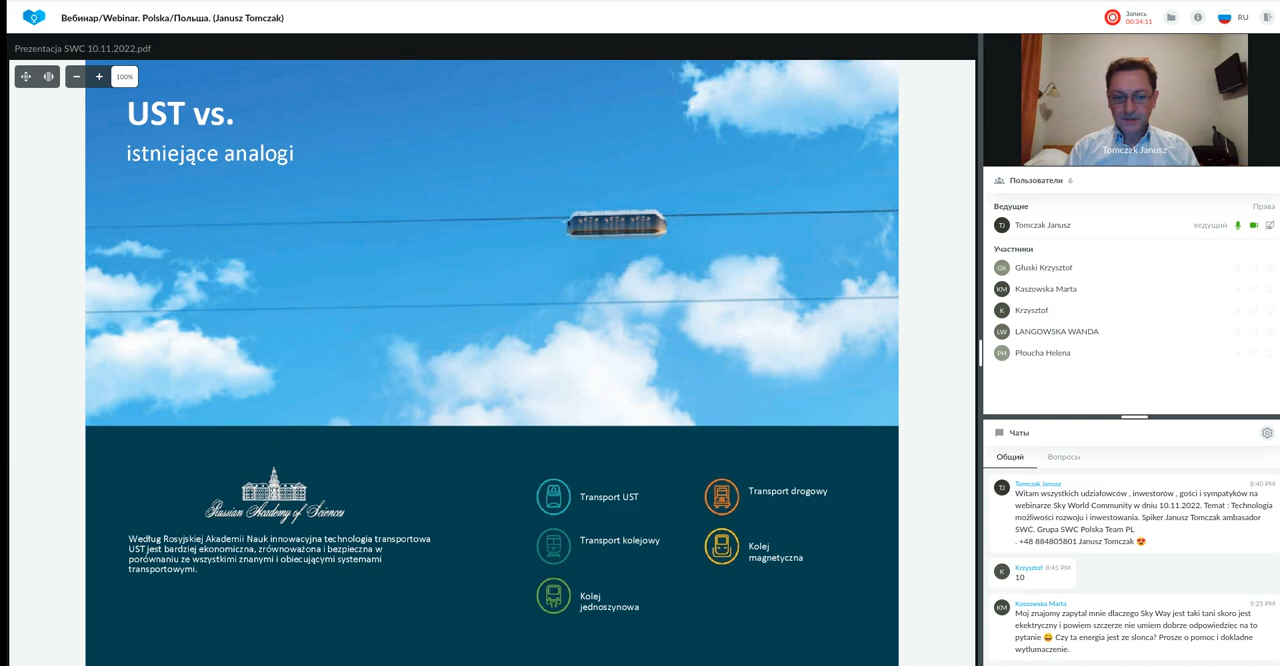 Вебинар/Webinar. Polska/Польша. (Janusz Tomczak)
Запись
00:34:11
RU
Prezentacja SWC 10.11.2022.pdf
100%
UST vs.
istniejące analogi
Russian Academy of Sciences
Według Rosyjskiej Akademii Nauk innowacyjna technologia transportowa
UST jest bardziej ekonomiczna, zrównoważona i bezpieczna w
porównaniu ze wszystkimi znanymi i obiecującymi systemami
transportowymi.
Transport UST
Transport kolejowy
Kolej
jednoszynowa
Transport drogowy
Kolej
magnetyczna
Tomczak Janusz
Пользователи 6
Ведущие Права
TJ Tomczak Janusz ведущий
Участники
GK Głuski Krzysztof
KM Kaszowska Marta
K Krzysztof
LW LANGOWSKA WANDA
PH Płoucha Helena
Чаты
Общий Вопросы
TJ Tomczak Janusz 8:40 PM
Witam wszystkich udziałowców , inwestorów , gości i sympatyków na
webinarze Sky World Community w dniu 10.11.2022. Temat : Technologia
możliwości rozwoju i inwestowania. Spiker Janusz Tomczak ambasador
SWC. Grupa SWC Polska Team PL
. +48 884805801 Janusz Tomczak 😍
K Krzysztof 8:45 PM
10
KM Kaszowska Marta 9:25 PM
Moj znajomy zapytal mnie dlaczego Sky Way jest taki tani skoro jest
ekektryczny i powiem szczerze nie umiem dobrze odpowiedziec na to
pytanie 😄 Czy ta energia jest ze slonca? Prosze o pomoc i dokladne
wytlumaczenie.